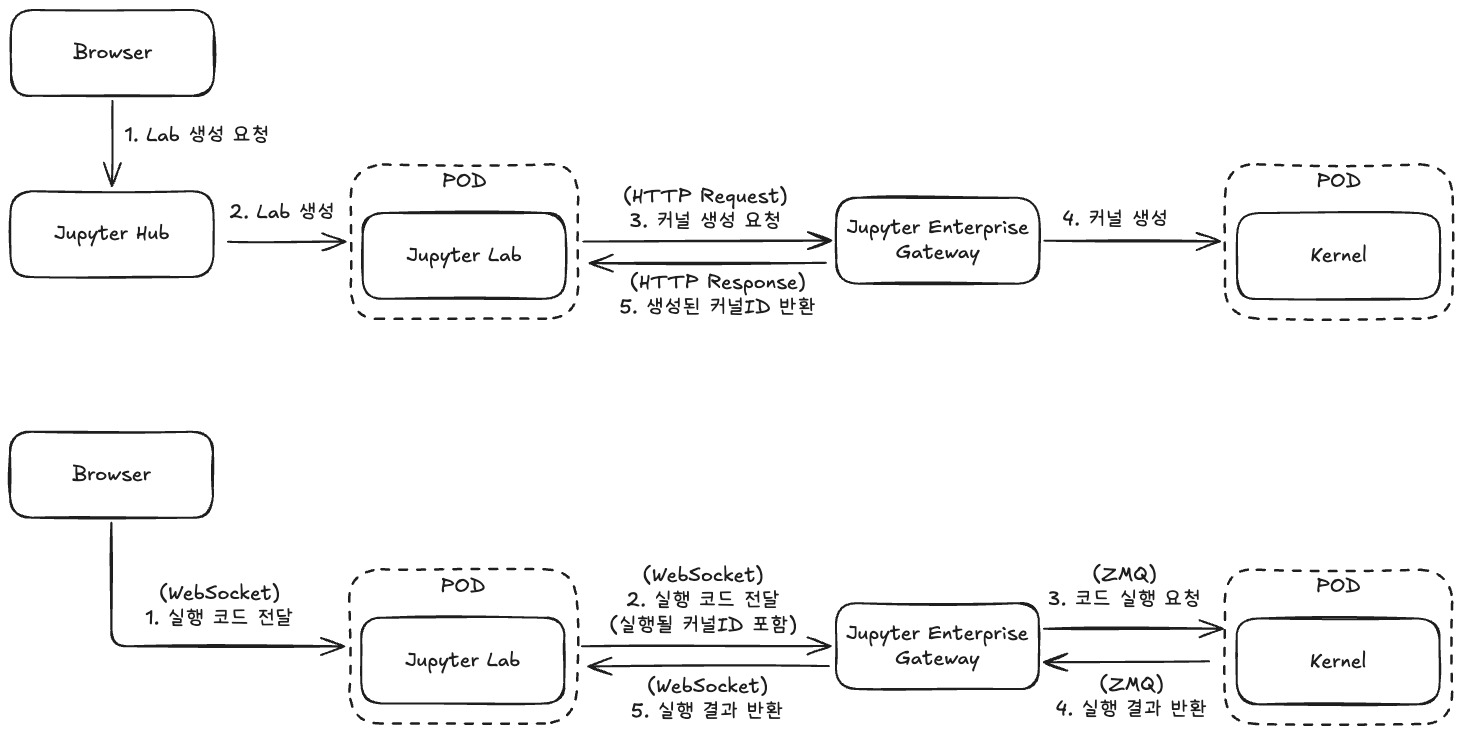 Browser
1. Lab 생성 요청
Jupyter Hub
2. Lab 생성
POD
Jupyter Lab
(HTTP Request)
3. 커널 생성 요청
(HTTP Response)
5. 생성된 커널ID 반환
Jupyter Enterprise
Gateway
4. 커널 생성
POD
Kernel
Browser
(WebSocket)
1. 실행 코드 전달
POD
Jupyter Lab
(WebSocket)
2. 실행 코드 전달
(실행될 커널ID 포함)
(WebSocket)
5. 실행 결과 반환
Jupyter Enterprise
Gateway
(ZMQ)
3. 코드 실행 요청
(ZMQ)
4. 실행 결과 반환
POD
Kernel